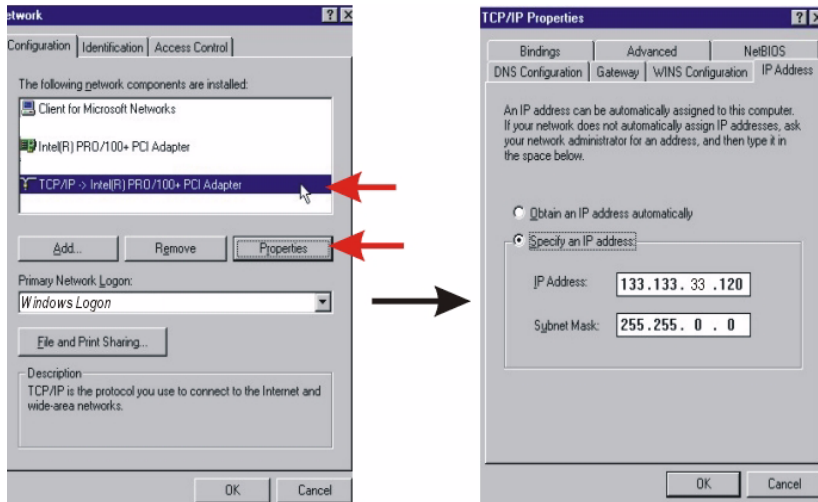 etwork
Configuration Identification Access Control
The following network components are installed:
Client for Microsoft Networks
Intel(R) PRO/100+ PCI Adapter
TCP/IP -> Intel(R) PRO/100+ PCI Adapter
Add... Remove Properties
Primary Network Logon:
Windows Logon
File and Print Sharing...
Description
TCP/IP is the protocol you use to connect to the Internet and
wide-area networks.
OK Cancel
TCP/IP Properties
Bindings Advanced NetBIOS
DNS Configuration Gateway WINS Configuration IP Address
An IP address can be automatically assigned to this computer.
If your network does not automatically assign IP addresses, ask
your network administrator for an address, and then type it in
the space below.
Obtain an IP address automatically
Specify an IP address:
IP Address: 133.133. 33 .120
Subnet Mask: 255.255. 0 . 0
OK Cancel